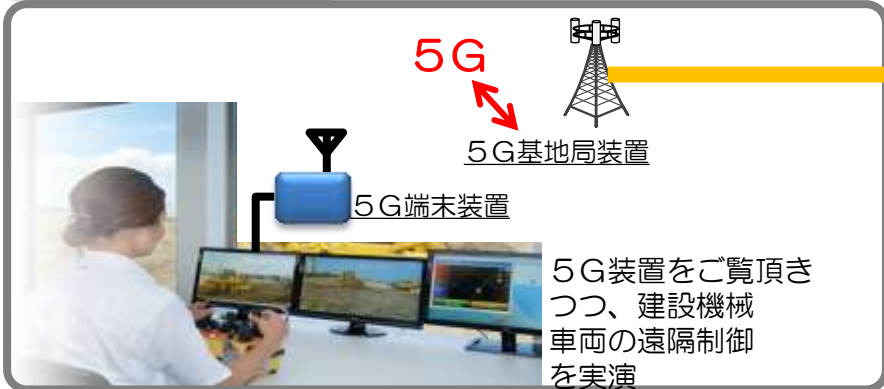 ５G
５G基地局装置
５G端末装置
５G装置をご覧頂き
つつ、建設機械
車両の遠隔制御
を実演